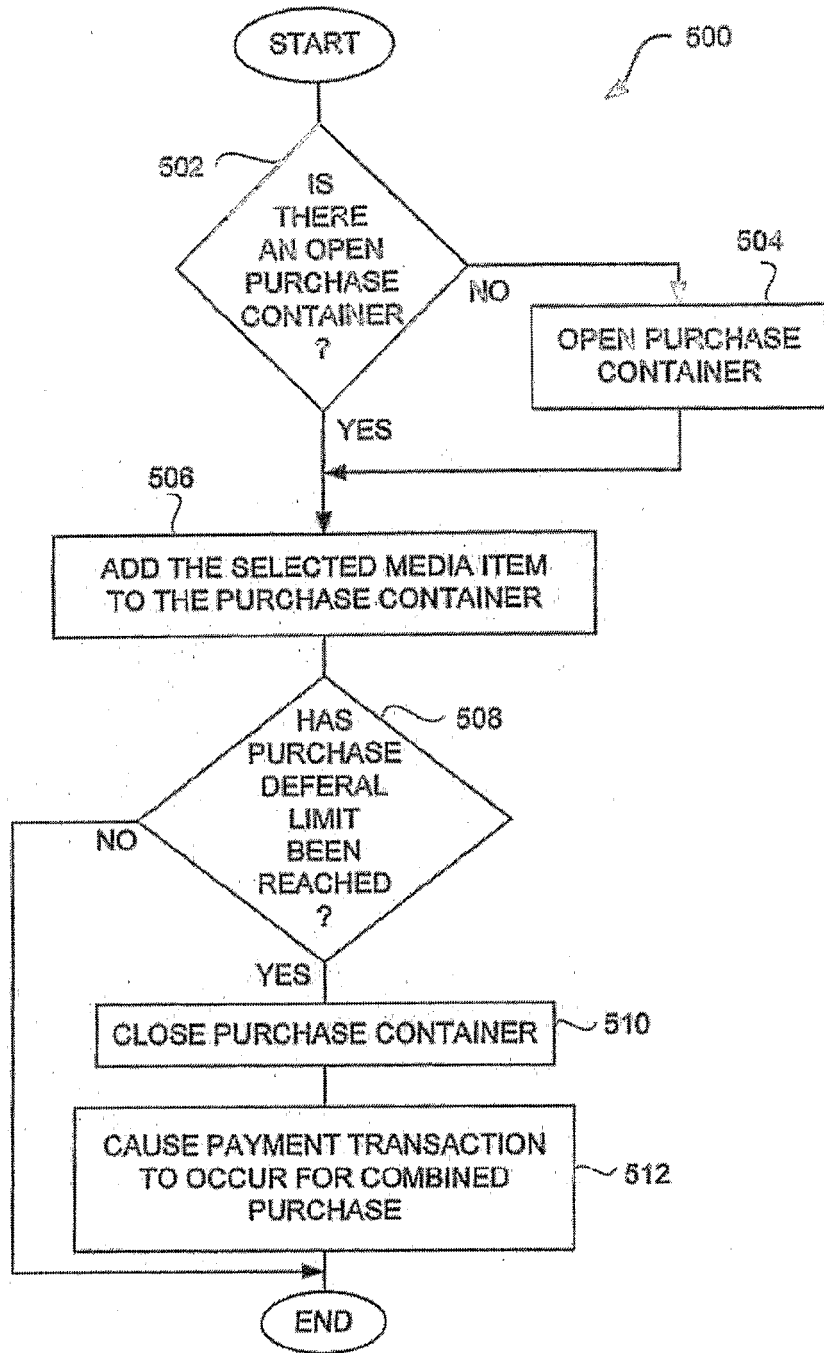 START
500
502
IS
THERE
AN OPEN
PURCHASE
CONTAINER
?
NO
504
OPEN PURCHASE
CONTAINER
YES
506
ADD THE SELECTED MEDIA ITEM
TO THE PURCHASE CONTAINER
508
HAS
PURCHASE
DEFERAL
LIMIT
BEEN
REACHED
?
NO
YES
CLOSE PURCHASE CONTAINER
510
CAUSE PAYMENT TRANSACTION
TO OCCUR FOR COMBINED
PURCHASE
512
END